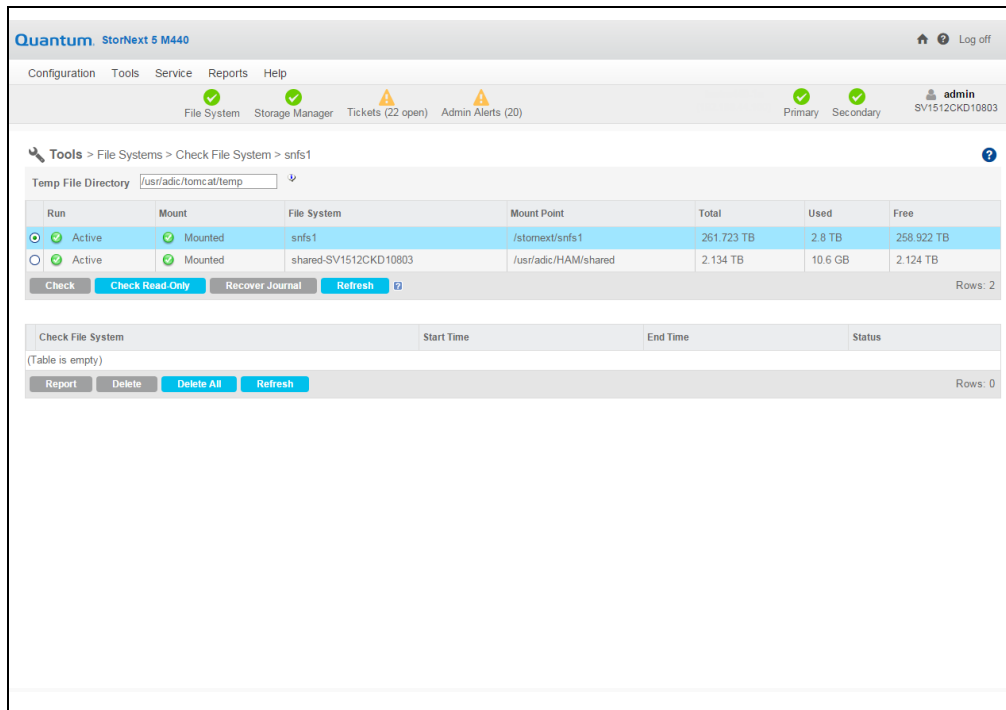 Quantum. StorNext 5 M440
Log off
Configuration Tools Service Reports Help
File System Storage Manager Tickets (22 open) Admin Alerts (20) Primary Secondary
admin
SV1512CKD10803
Tools > File Systems > Check File System > snfs1
Temp File Directory /usr/adic/tomcat/temp
Run Mount File System Mount Point Total Used Free
Active Mounted snfs1 /stornext/snfs1 261.723 TB 2.8 TB 258.922 TB
Active Mounted shared-SV1512CKD10803 /usr/adic/HAM/shared 2.134 TB 10.6 GB 2.124 TB
Check Check Read-Only Recover Journal Refresh Rows: 2
Check File System Start Time End Time Status
(Table is empty)
Report Delete Delete All Refresh Rows: 0